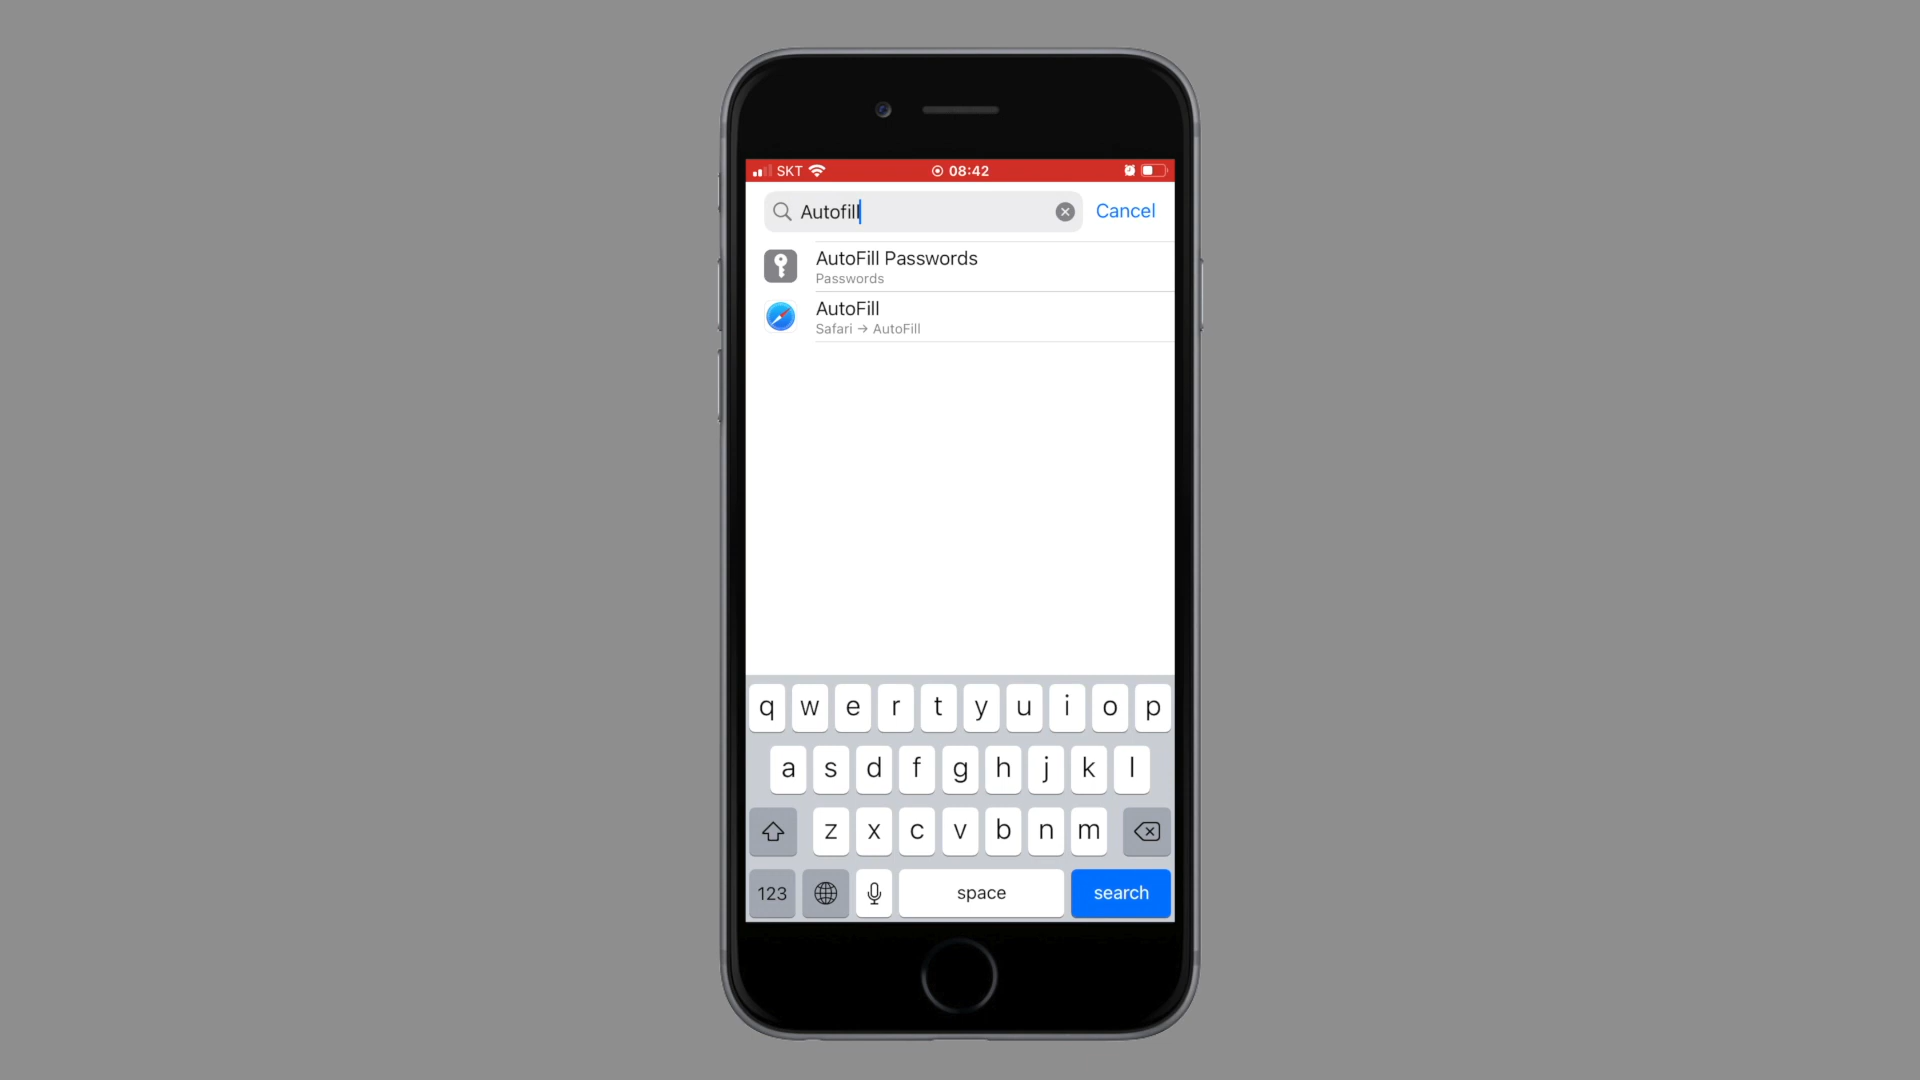 SKT 08:42
Autofill Cancel
AutoFill Passwords
Passwords
AutoFill
Safari → AutoFill
q w e r t y u i o p
a s d f g h j k l
z x c v b n m
123 space search